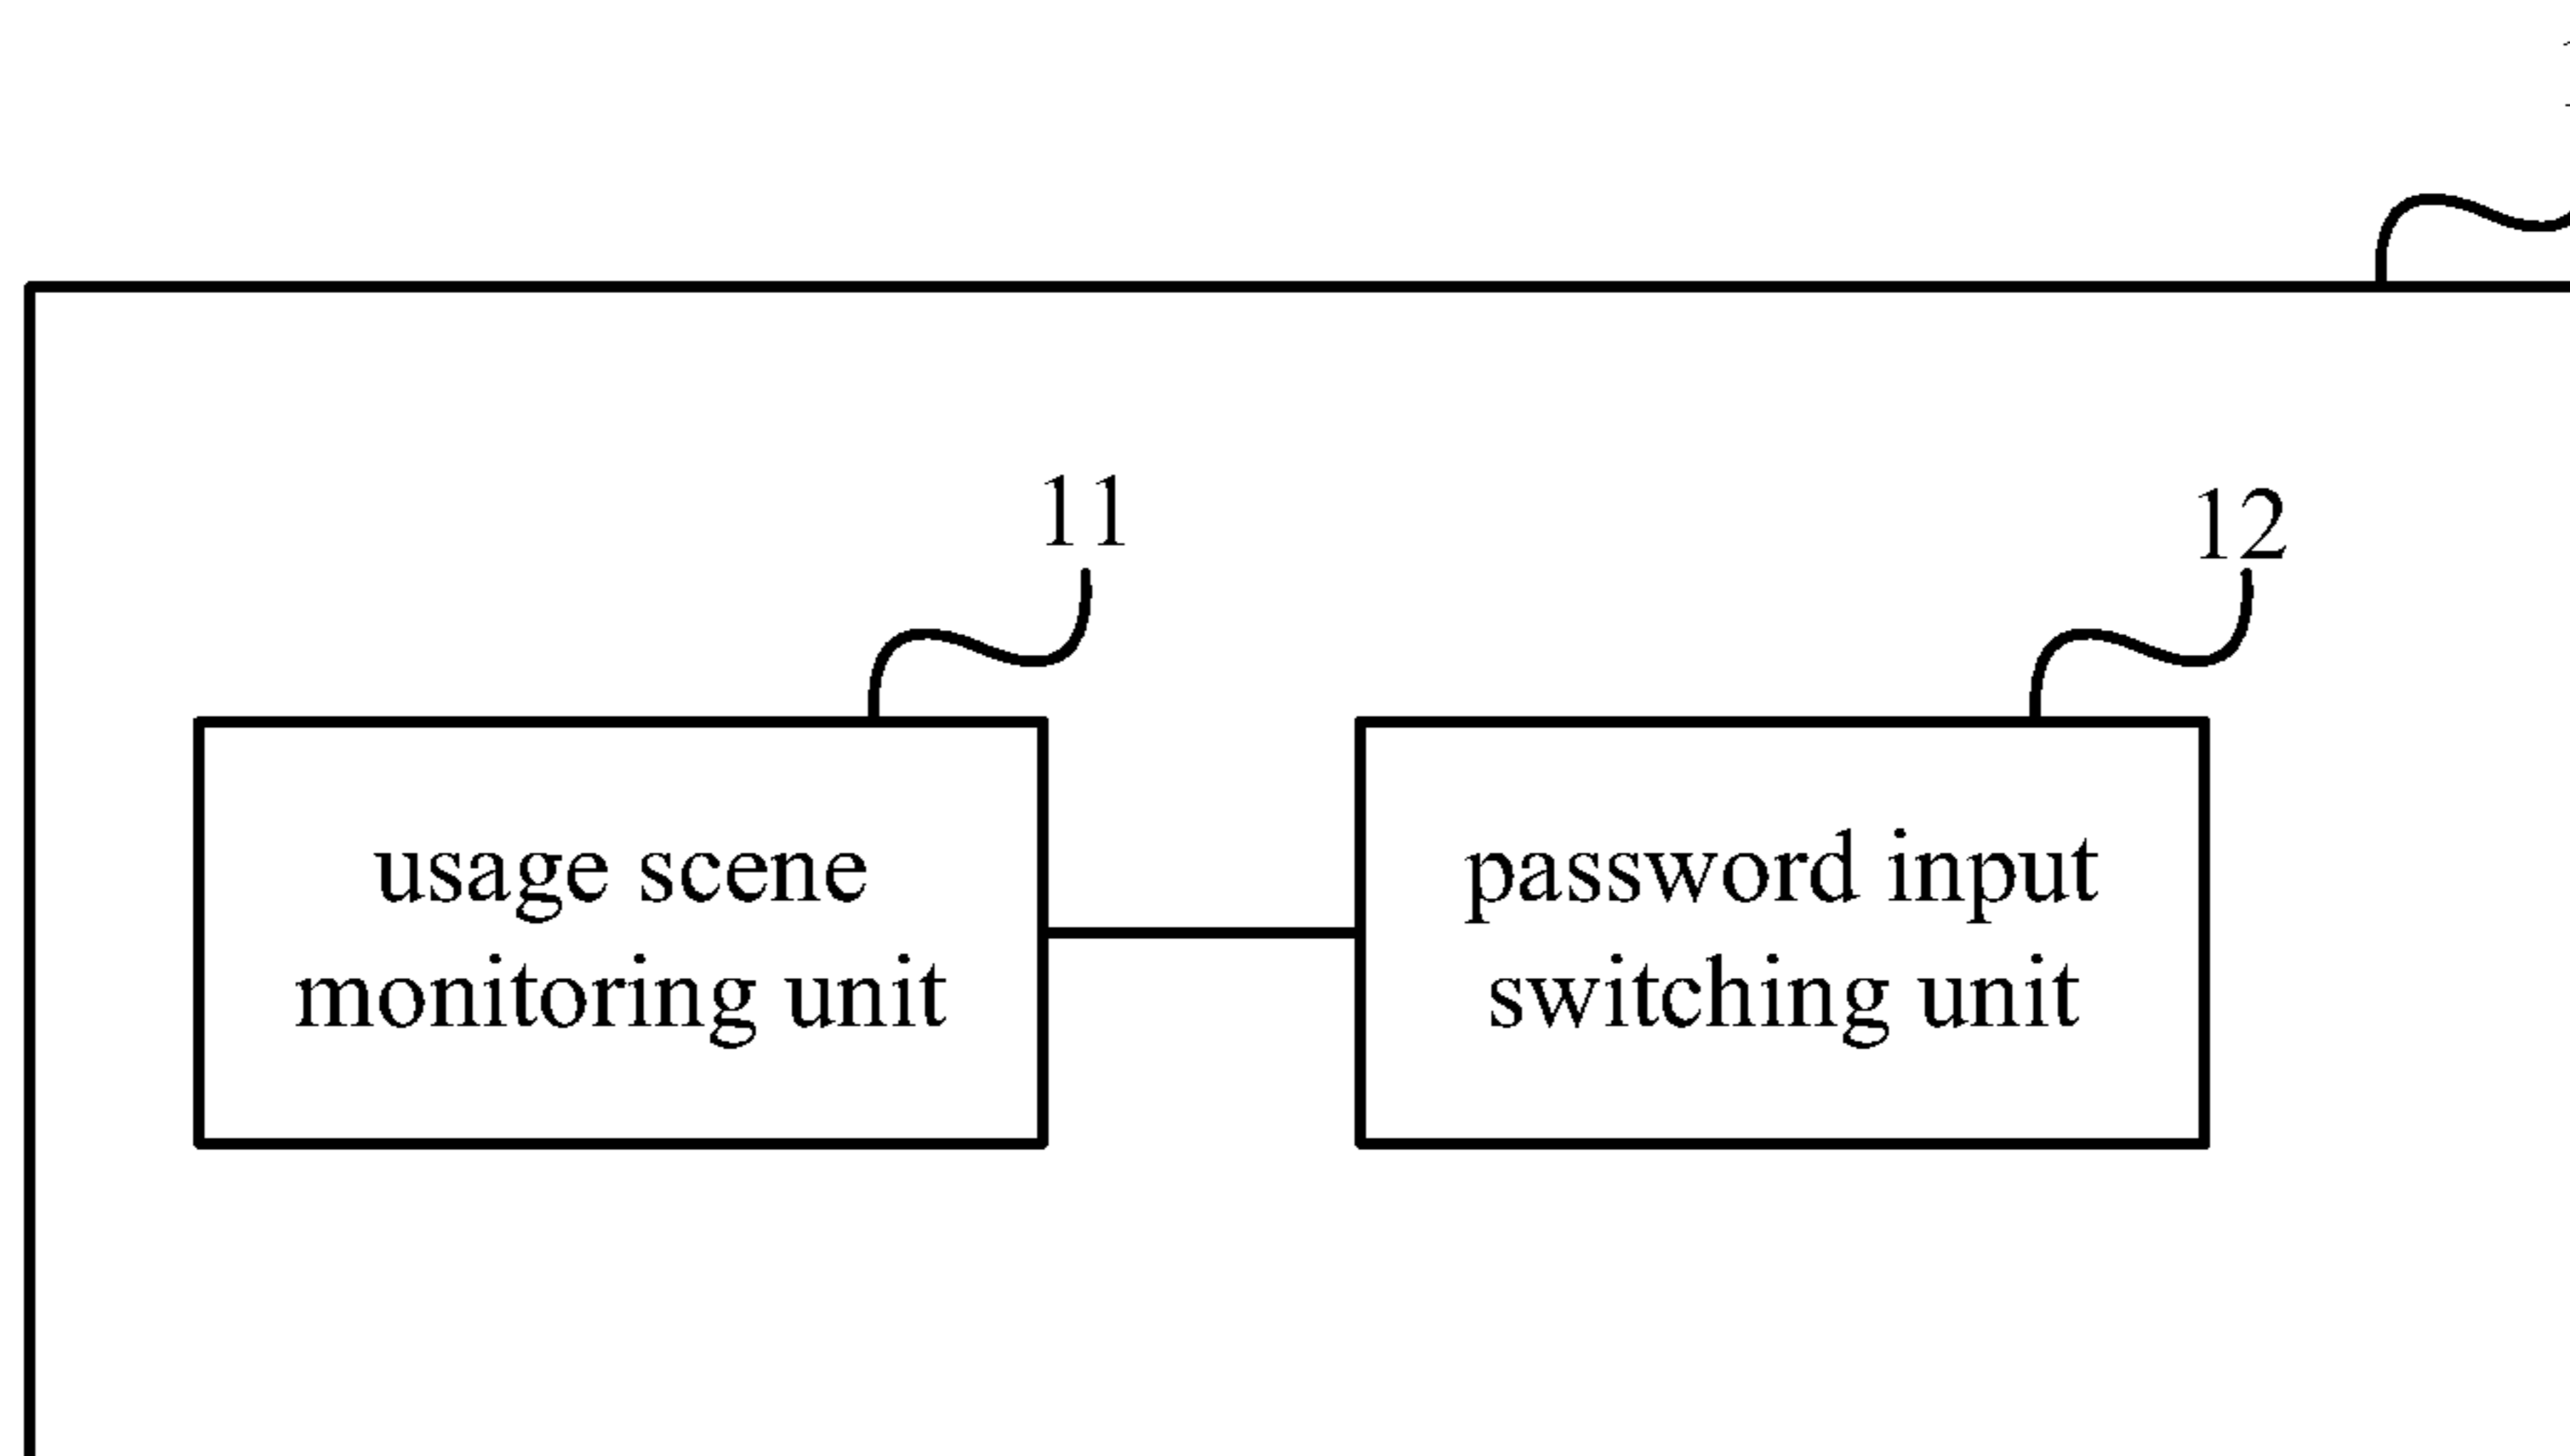 11
12
usage scene
monitoring unit
password input
switching unit